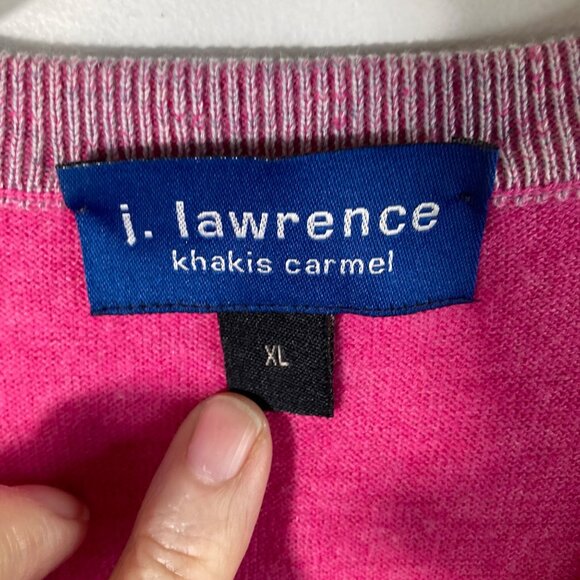 j. lawrence
khakis carmel
XL